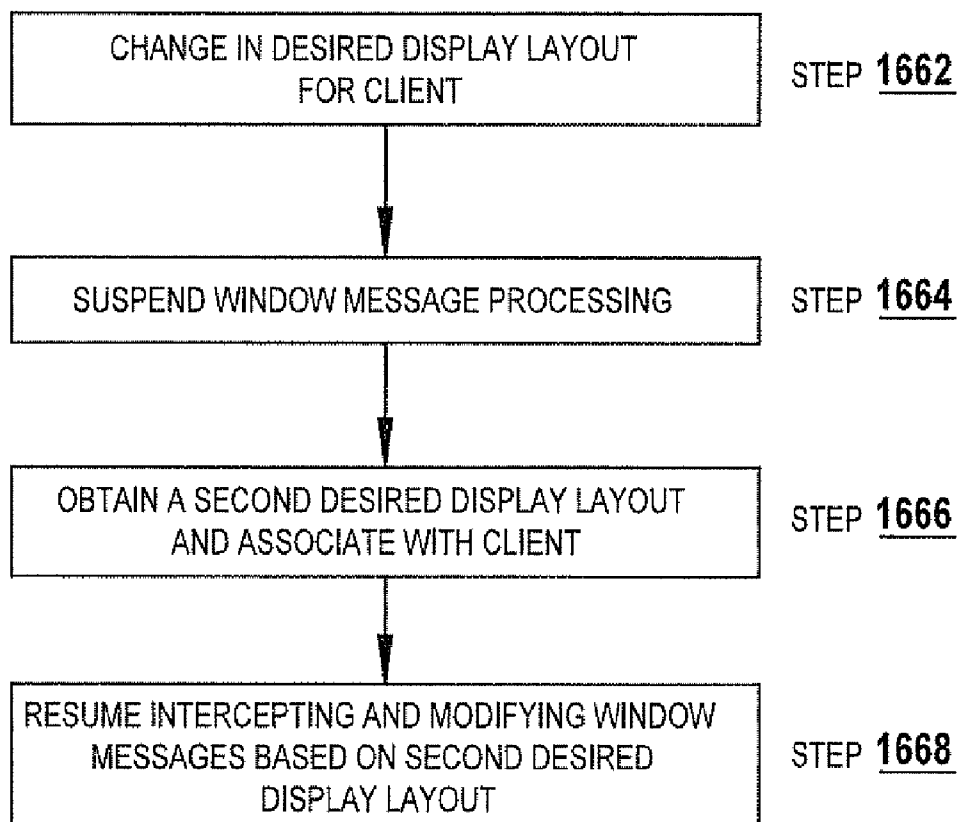 CHANGE IN DESIRED DISPLAY LAYOUT
FOR CLIENT
STEP 1662
SUSPEND WINDOW MESSAGE PROCESSING
STEP 1664
OBTAIN A SECOND DESIRED DISPLAY LAYOUT
AND ASSOCIATE WITH CLIENT
STEP 1666
RESUME INTERCEPTING AND MODIFYING WINDOW
MESSAGES BASED ON SECOND DESIRED
DISPLAY LAYOUT
STEP 1668